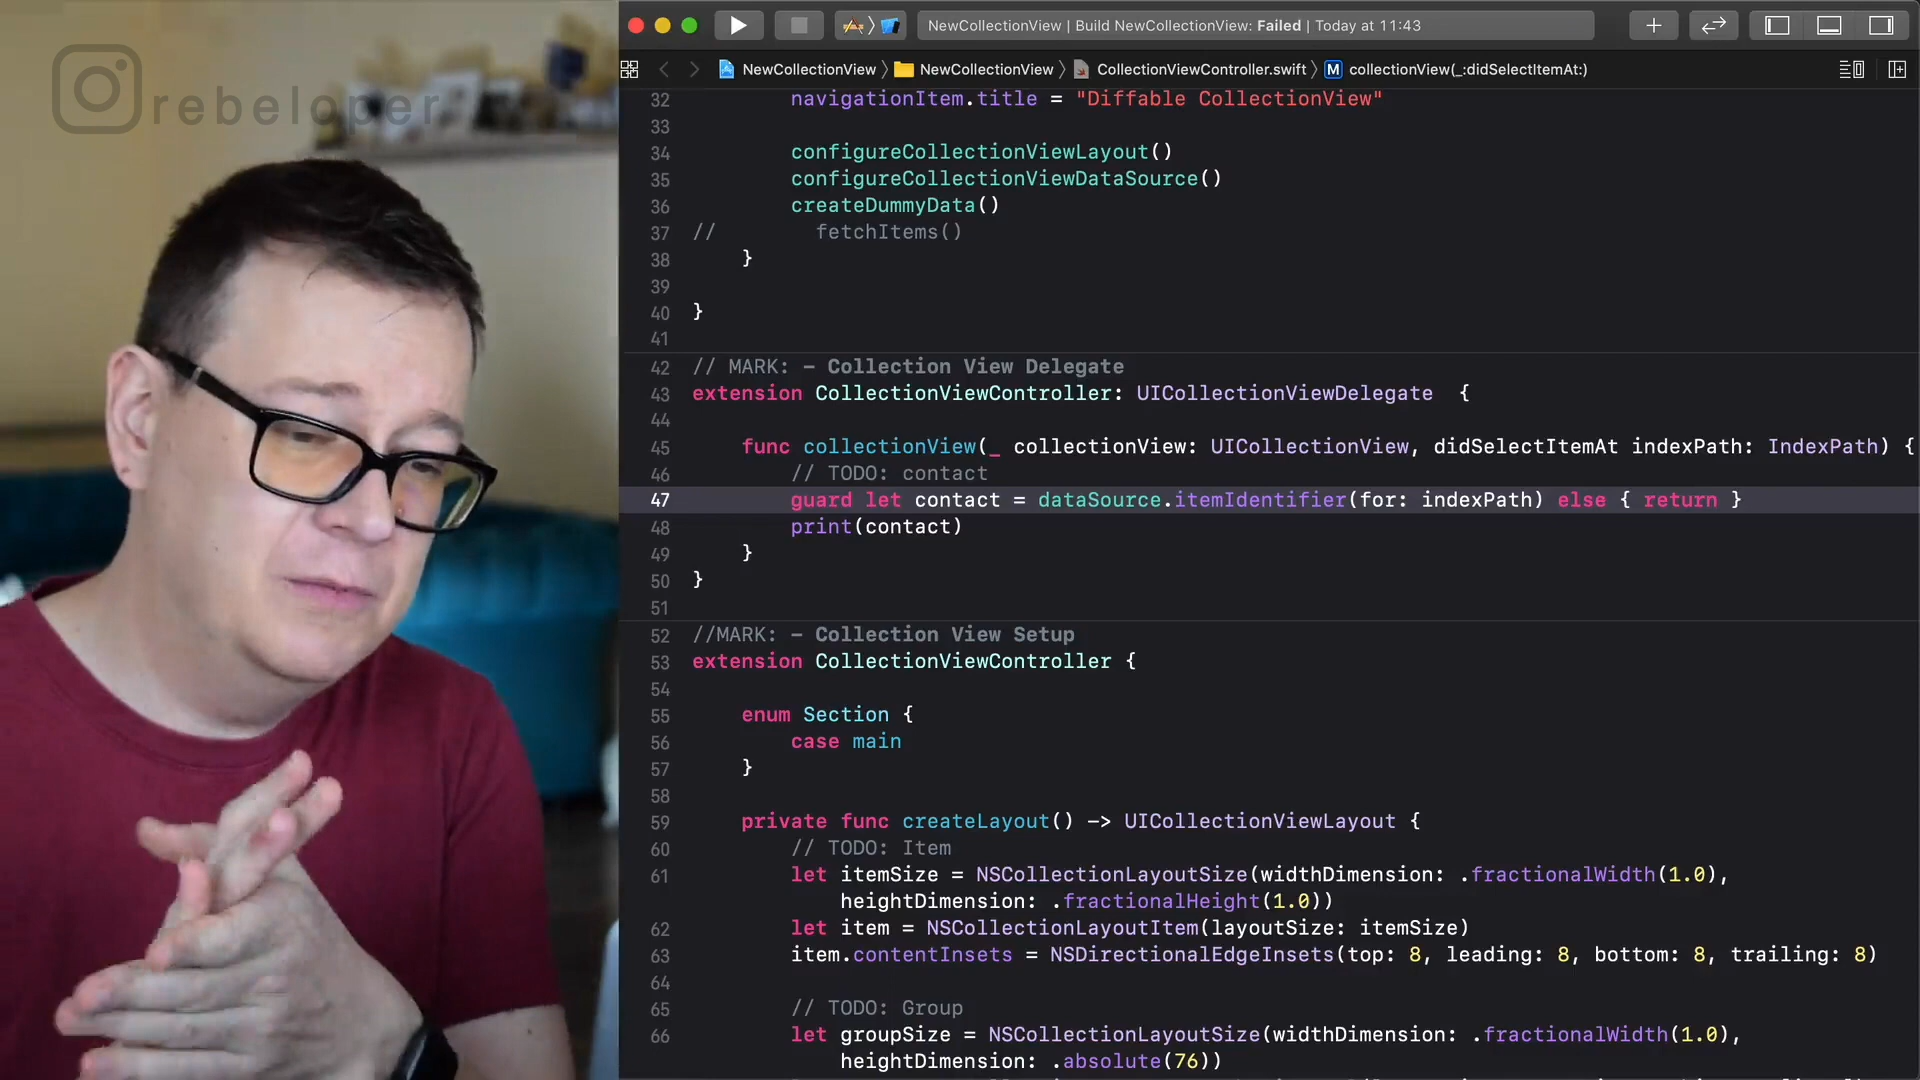 rebeloper
NewCollectionView | Build NewCollectionView: Failed | Today at 11:43
NewCollectionView 〉 NewCollectionView 〉 CollectionViewController.swift 〉 M collectionView(_:didSelectItemAt:)
32 navigationItem.title = "Diffable CollectionView"
33
34 configureCollectionViewLayout()
35 configureCollectionViewDataSource()
36 createDummyData()
37 // fetchItems()
38 }
39
40 }
41
42 // MARK: - Collection View Delegate
43 extension CollectionViewController: UICollectionViewDelegate {
44
45 func collectionView(_ collectionView: UICollectionView, didSelectItemAt indexPath: IndexPath) {
46 // TODO: contact
47 guard let contact = dataSource.itemIdentifier(for: indexPath) else { return }
48 print(contact)
49 }
50 }
51
52 //MARK: - Collection View Setup
53 extension CollectionViewController {
54
55 enum Section {
56 case main
57 }
58
59 private func createLayout() -> UICollectionViewLayout {
60 // TODO: Item
61 let itemSize = NSCollectionLayoutSize(widthDimension: .fractionalWidth(1.0),
heightDimension: .fractionalHeight(1.0))
62 let item = NSCollectionLayoutItem(layoutSize: itemSize)
63 item.contentInsets = NSDirectionalEdgeInsets(top: 8, leading: 8, bottom: 8, trailing: 8)
64
65 // TODO: Group
66 let groupSize = NSCollectionLayoutSize(widthDimension: .fractionalWidth(1.0),
heightDimension: .absolute(76))